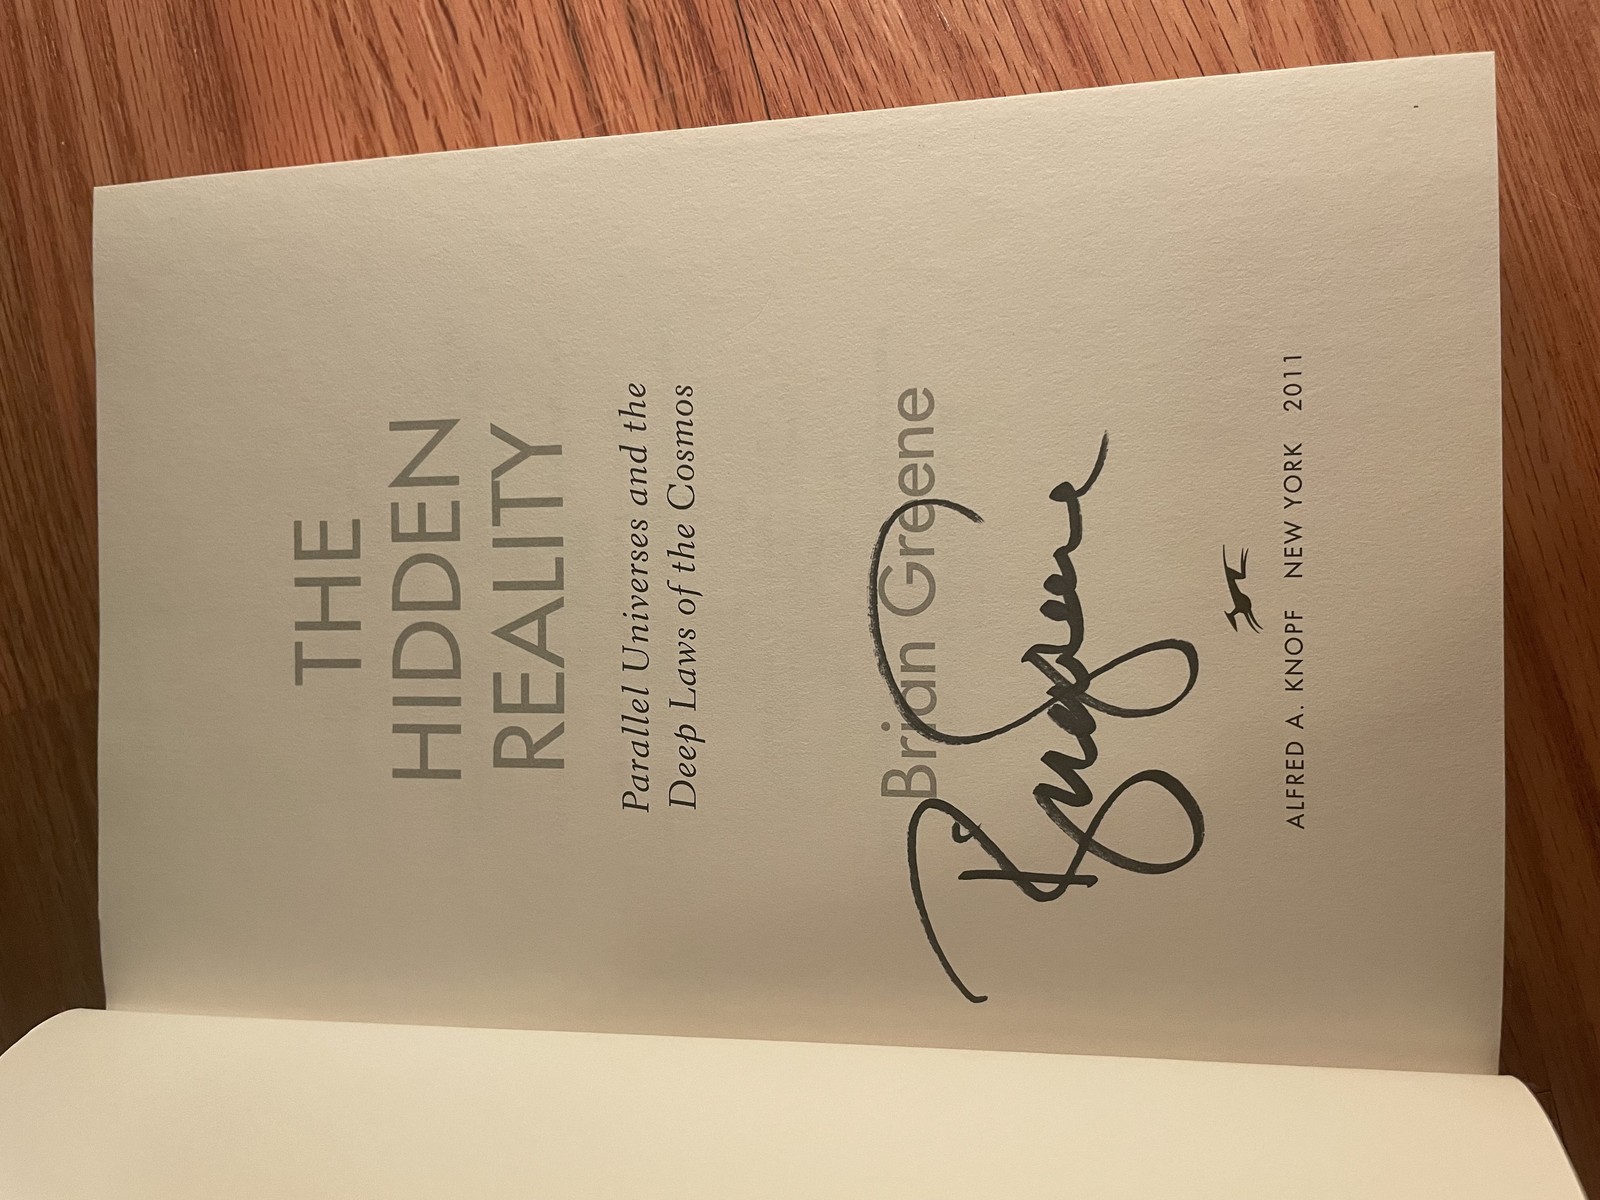 THE
HIDDEN
REALITY
Parallel Universes and the
Deep Laws of the Cosmos
Brian Greene
ALFRED A. KNOPF NEW YORK 2011